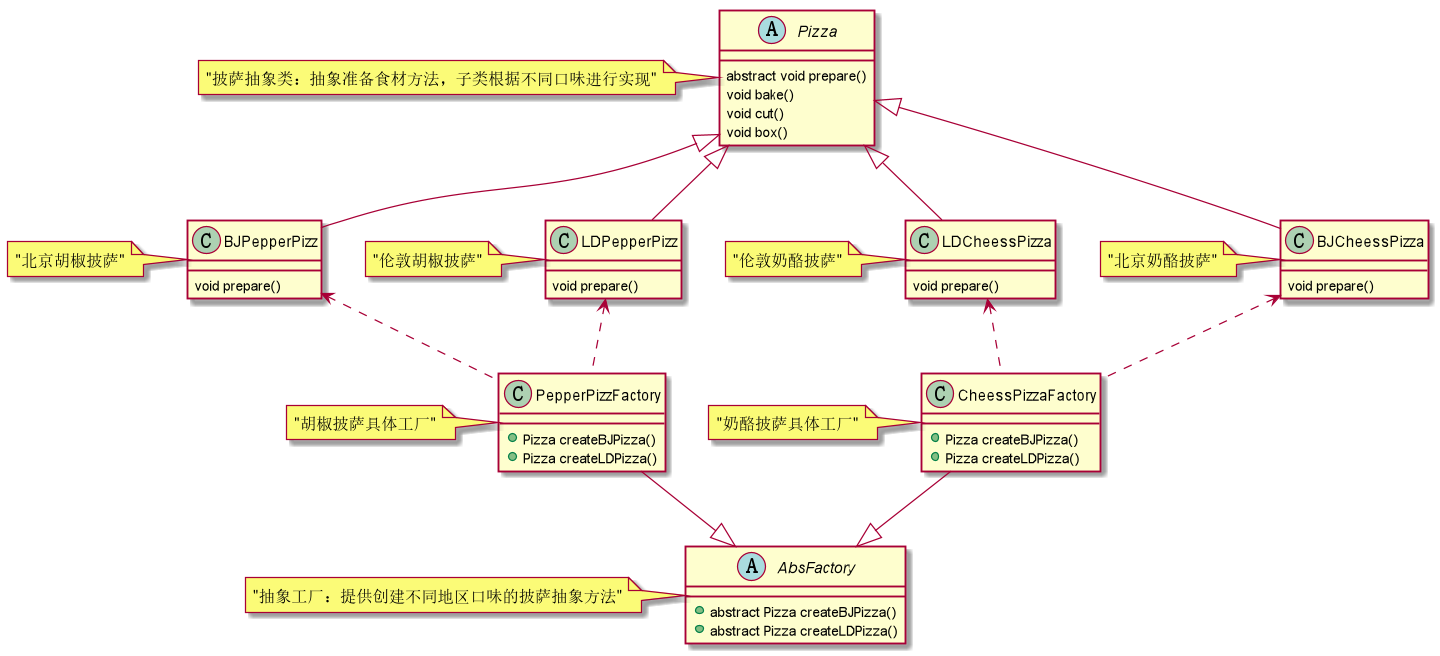 A Pizza
"披萨抽象类：抽象准备食材方法，子类根据不同口味进行实现"
abstract void prepare()
void bake()
void cut()
void box()
C BJPepperPizz
"北京胡椒披萨"
void prepare()
C LDPepperPizz
"伦敦胡椒披萨"
void prepare()
C LDCheessPizza
"伦敦奶酪披萨"
void prepare()
C BJCheessPizza
"北京奶酪披萨"
void prepare()
C PepperPizzFactory
"胡椒披萨具体工厂"
Pizza createBJPizza()
Pizza createLDPizza()
C CheessPizzaFactory
"奶酪披萨具体工厂"
Pizza createBJPizza()
Pizza createLDPizza()
A AbsFactory
"抽象工厂：提供创建不同地区口味的披萨抽象方法"
abstract Pizza createBJPizza()
abstract Pizza createLDPizza()